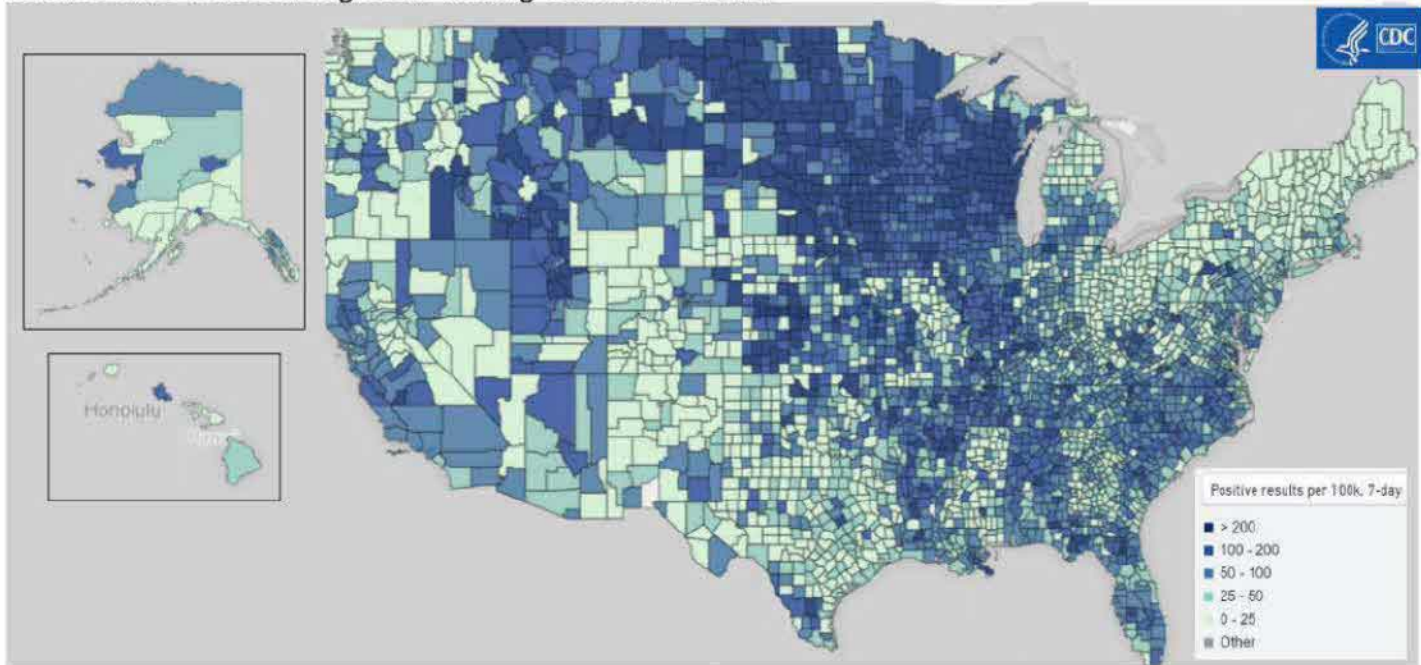 CDC
Honolulu
Positive results per 100k, 7-day
> 200
100 - 200
50 - 100
25 - 50
0 - 25
Other